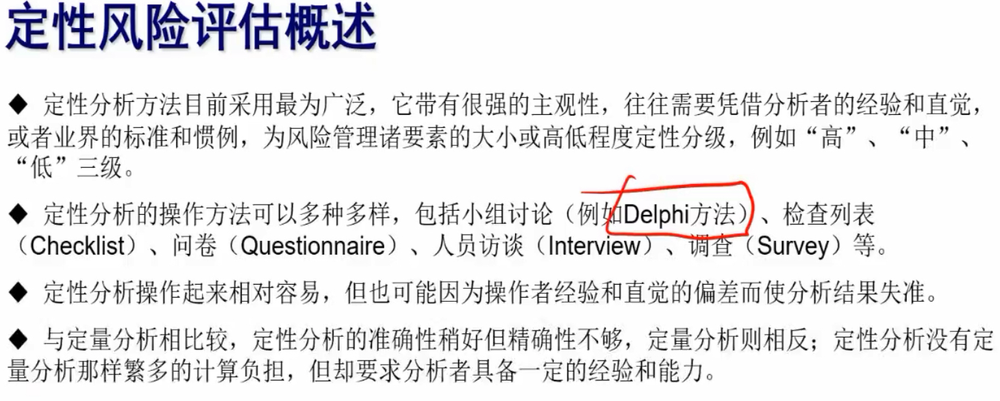 定性风险评估概述
◆ 定性分析方法目前采用最为广泛，它带有很强的主观性，往往需要凭借分析者的经验和直觉，
或者业界的标准和惯例，为风险管理诸要素的大小或高低程度定性分级，例如“高”、“中”、
“低”三级。
◆ 定性分析的操作方法可以多种多样，包括小组讨论（例如Delphi方法）、检查列表
（Checklist）、问卷（Questionnaire）、人员访谈（Interview）、调查（Survey）等。
◆ 定性分析操作起来相对容易，但也可能因为操作者经验和直觉的偏差而使分析结果失准。
◆ 与定量分析相比较，定性分析的准确性稍好但精确性不够，定量分析则相反；定性分析没有定
量分析那样繁多的计算负担，但却要求分析者具备一定的经验和能力。